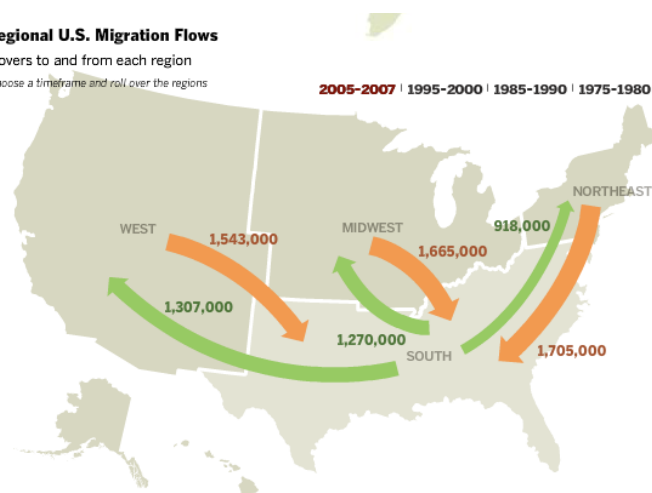 egional U.S. Migration Flows
overs to and from each region
oose a timeframe and roll over the regions
2005-2007 | 1995-2000 | 1985-1990 | 1975-1980
NORTHEAST
WEST
1,543,000
MIDWEST
918,000
1,665,000
1,307,000
1,270,000
SOUTH
1,705,000